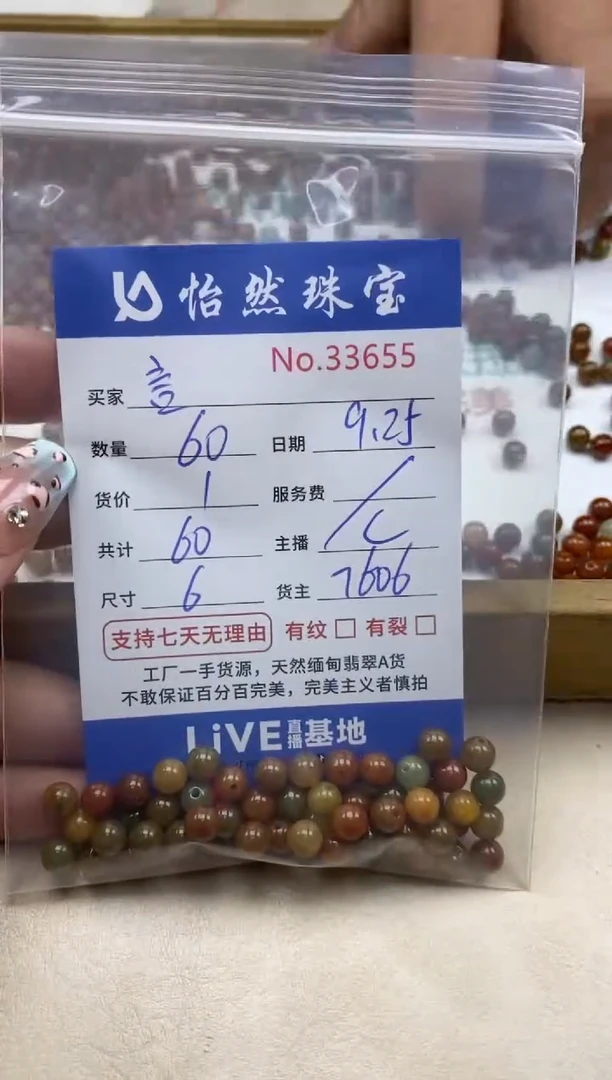 怡然珠宝
No.33655
买家 言
数量 60 日期 9.25
货价 1 服务费 /
共计 60 主播 /C
尺寸 6 货主 7606
支持七天无理由 有纹 □ 有裂 □
工厂一手货源，天然缅甸翡翠A货
不敢保证百分百完美，完美主义者慎拍
LiVE直播基地